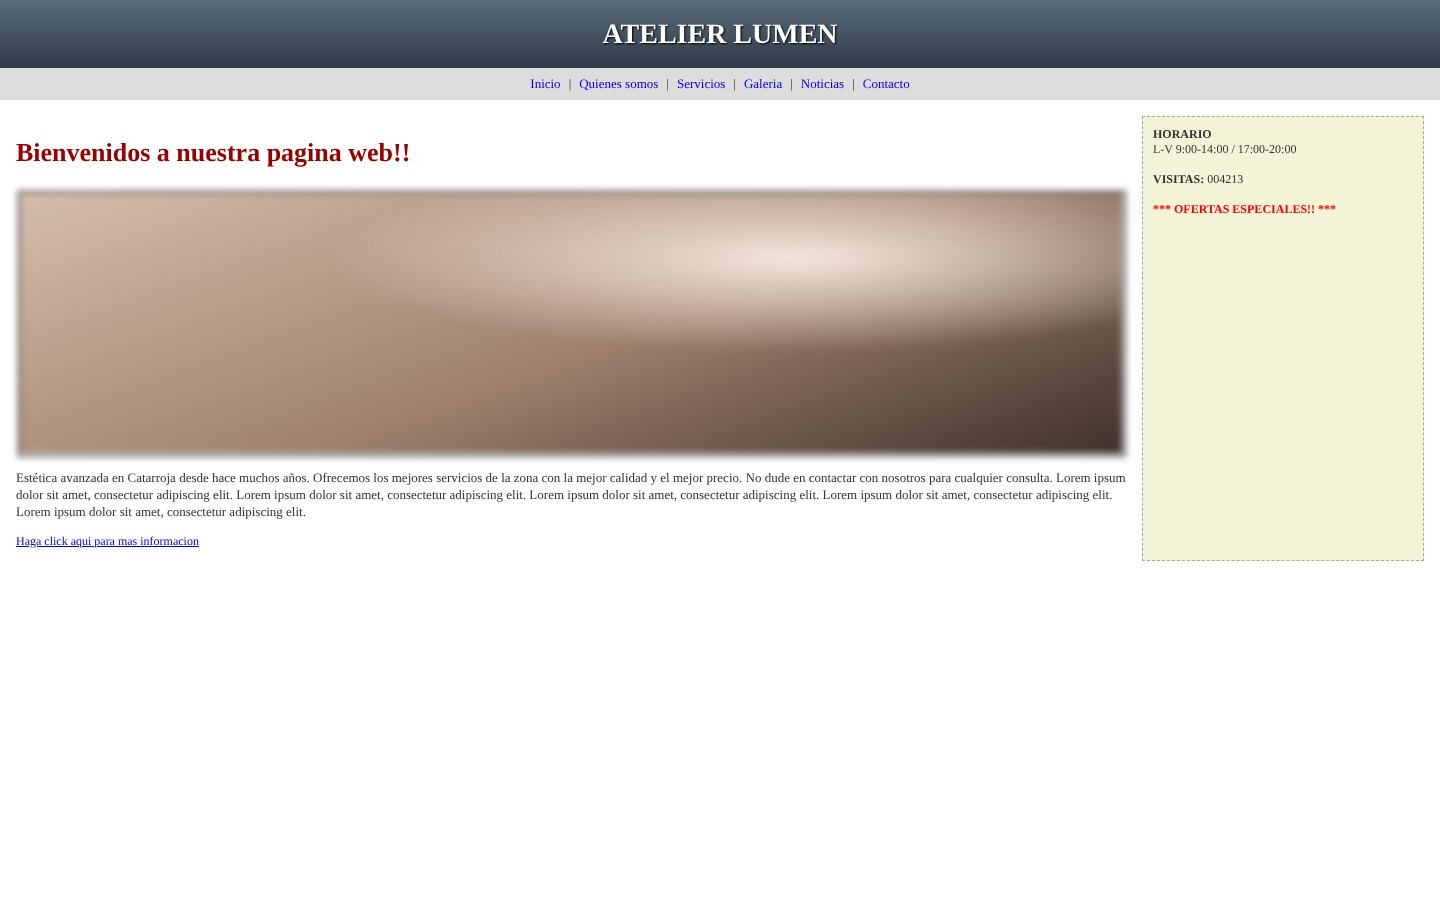 ATELIER LUMEN
Inicio | Quienes somos | Servicios | Galeria | Noticias | Contacto
Bienvenidos a nuestra pagina web!!
Estética avanzada en Catarroja desde hace muchos años. Ofrecemos los mejores servicios de la zona con la mejor calidad y el mejor precio. No dude en contactar con nosotros para cualquier consulta. Lorem ipsum
dolor sit amet, consectetur adipiscing elit. Lorem ipsum dolor sit amet, consectetur adipiscing elit. Lorem ipsum dolor sit amet, consectetur adipiscing elit. Lorem ipsum dolor sit amet, consectetur adipiscing elit.
Lorem ipsum dolor sit amet, consectetur adipiscing elit.
Haga click aqui para mas informacion
HORARIO
L-V 9:00-14:00 / 17:00-20:00
VISITAS: 004213
*** OFERTAS ESPECIALES!! ***